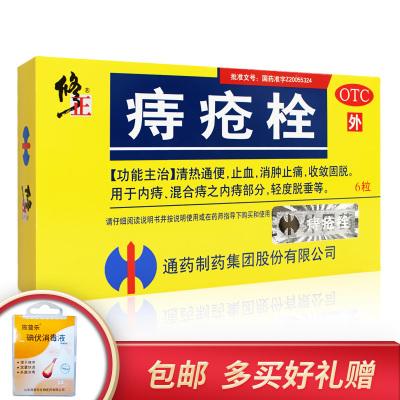 批准文号：国药准字Z20055324
修正®
OTC
外
痔疮栓
【功能主治】清热通便，止血，消肿止痛，收敛固脱。
用于内痔、混合痔之内痔部分，轻度脱垂等。
6粒
请仔细阅读说明书并按说明使用或在药师指导下购买和使用
痔疮栓
通药制药集团股份有限公司
碘伏消毒液
包邮 多买好礼赠